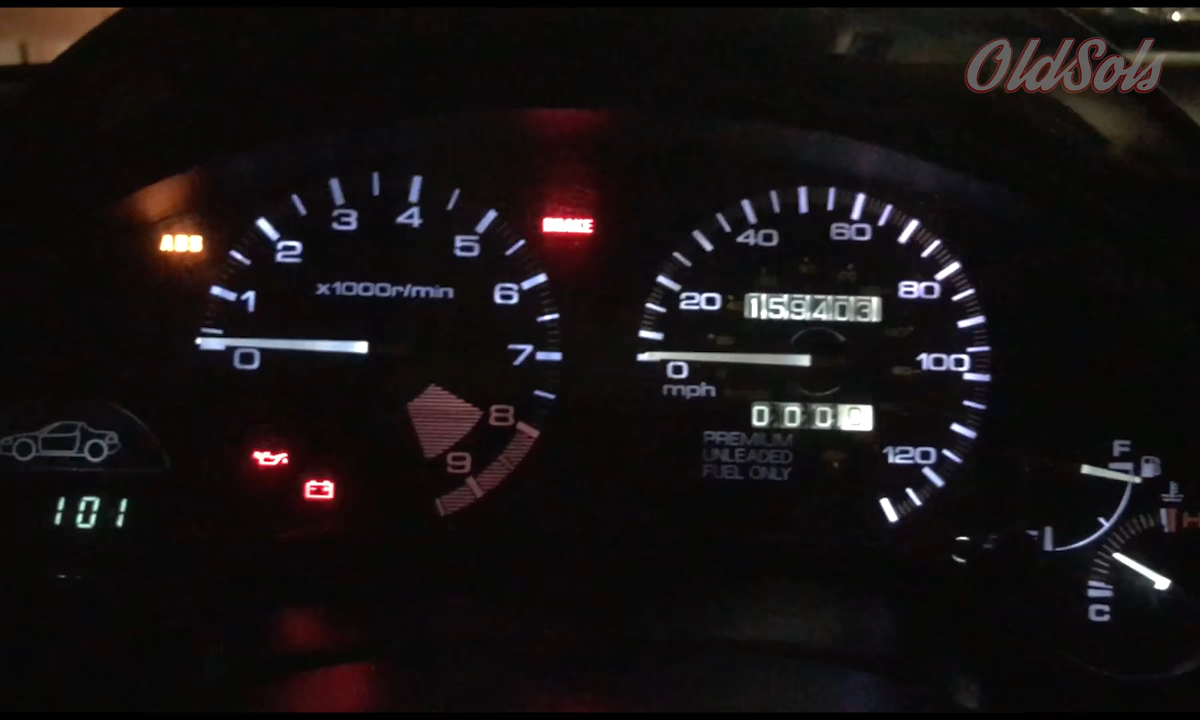 OldSols
ABS
BRAKE
0
1
2
3
4
5
6
7
8
9
x1000r/min
0
20
40
60
80
100
120
159403
mph
0000
PREMIUM
UNLEADED
FUEL ONLY
101
F
H
C